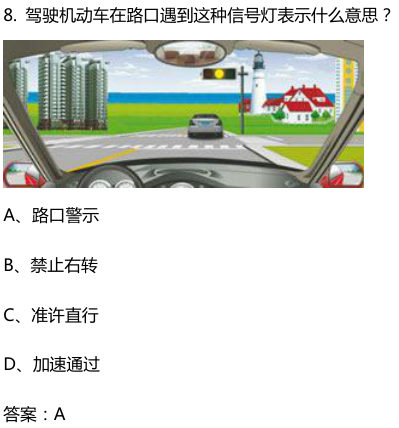 8. 驾驶机动车在路口遇到这种信号灯表示什么意思？
A、路口警示
B、禁止右转
C、准许直行
D、加速通过
答案：A